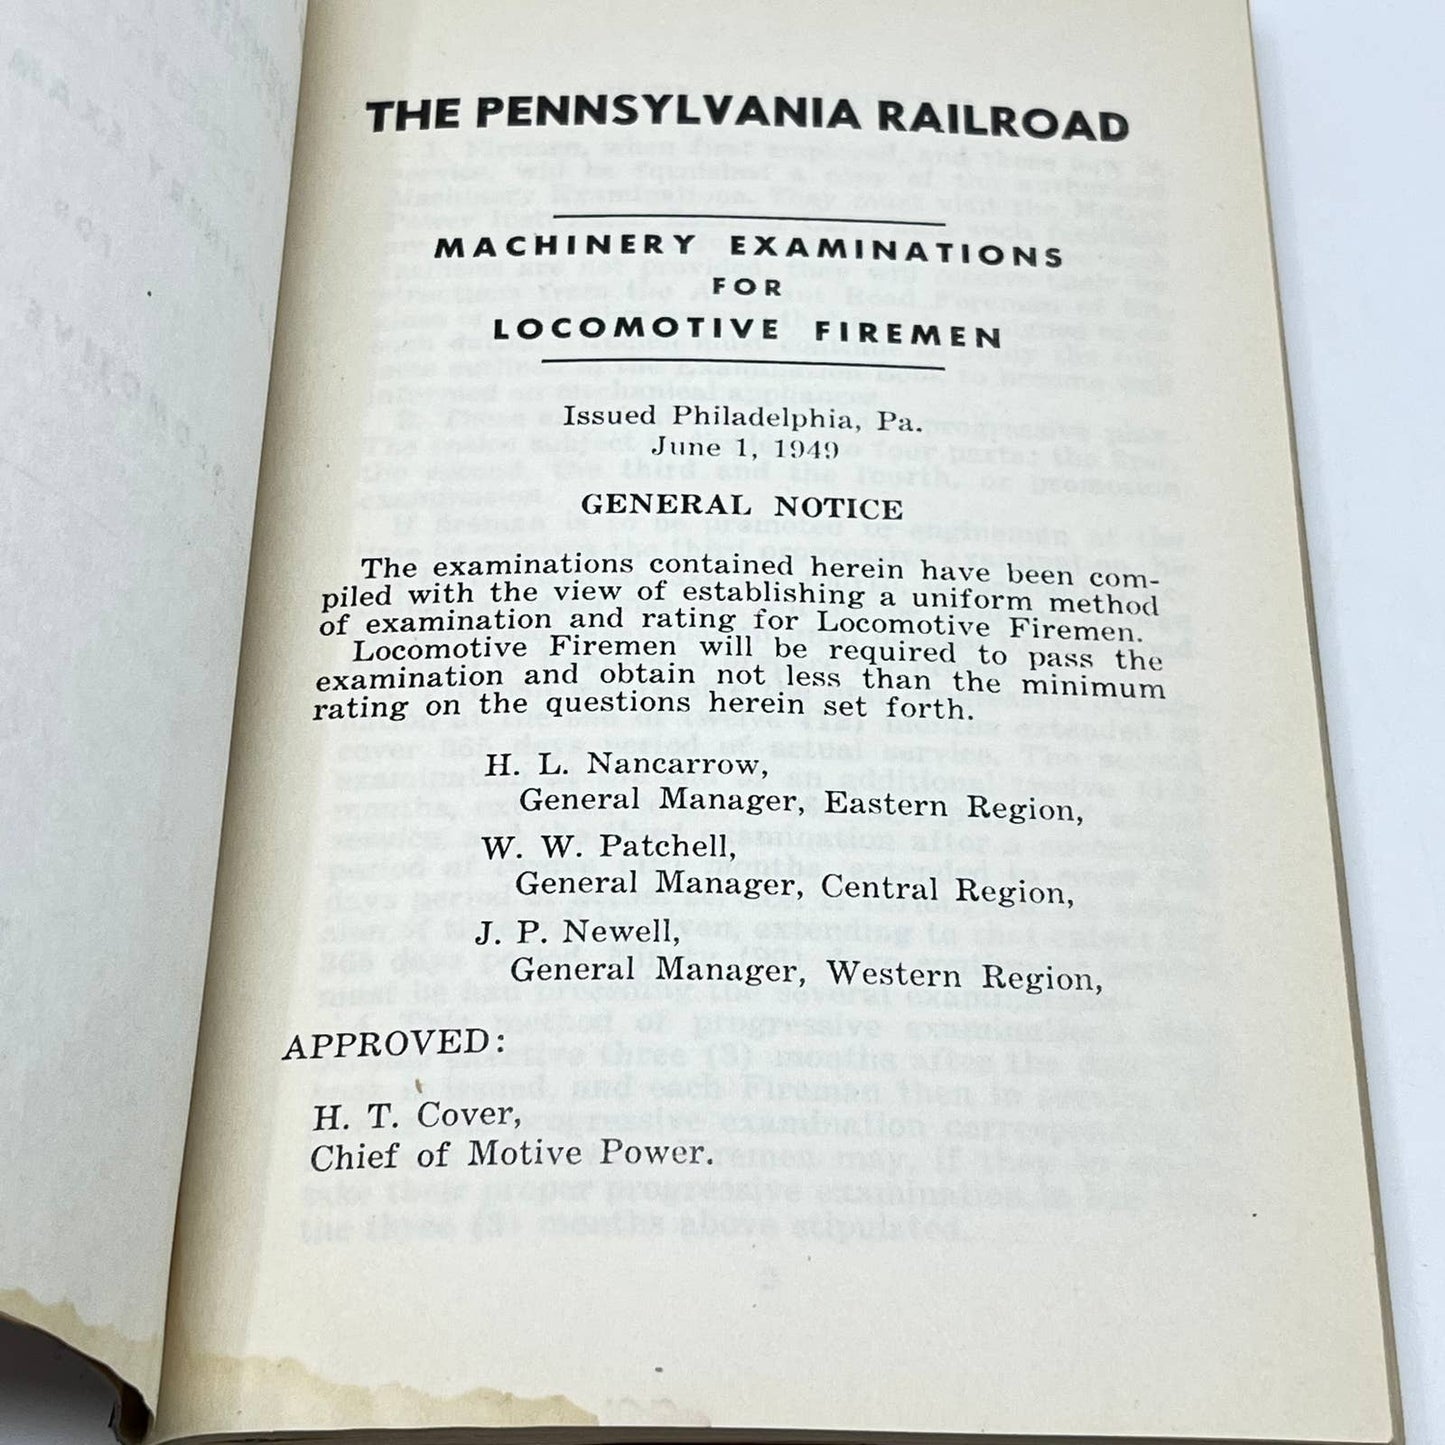 THE PENNSYLVANIA RAILROAD
MACHINERY EXAMINATIONS
FOR
LOCOMOTIVE FIREMEN
Issued Philadelphia, Pa.
June 1, 1949
GENERAL NOTICE
The examinations contained herein have been com-
piled with the view of establishing a uniform method
of examination and rating for Locomotive Firemen.
Locomotive Firemen will be required to pass the
examination and obtain not less than the minimum
rating on the questions herein set forth.
H. L. Nancarrow,
General Manager, Eastern Region,
W. W. Patchell,
General Manager, Central Region,
J. P. Newell,
General Manager, Western Region,
APPROVED:
H. T. Cover,
Chief of Motive Power.